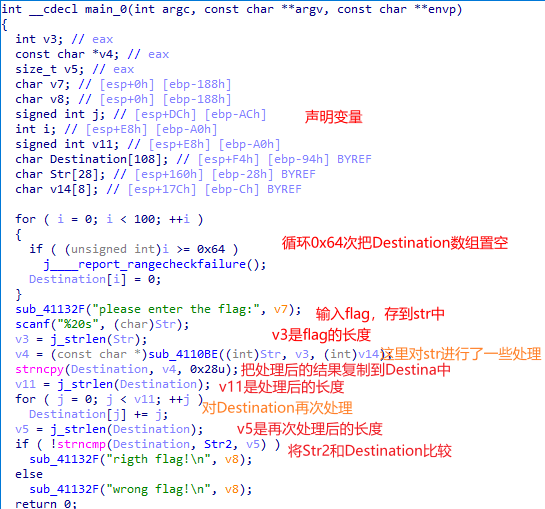 int __cdecl main_0(int argc, const char **argv, const char **envp)
{
int v3; // eax
const char *v4; // eax
size_t v5; // eax
char v7; // [esp+0h] [ebp-188h]
char v8; // [esp+0h] [ebp-188h]
signed int j; // [esp+DCh] [ebp-ACh]
int i; // [esp+E8h] [ebp-A0h] 声明变量
signed int v11; // [esp+E8h] [ebp-A0h]
char Destination[108]; // [esp+F4h] [ebp-94h] BYREF
char Str[28]; // [esp+160h] [ebp-28h] BYREF
char v14[8]; // [esp+17Ch] [ebp-Ch] BYREF
for ( i = 0; i < 100; ++i )
{ 循环0x64次把Destination数组置空
if ( (unsigned int)i >= 0x64 )
j____report_rangecheckfailure();
Destination[i] = 0;
}
sub_41132F("please enter the flag:", v7); 输入flag，存到str中
scanf("%20s", (char)Str);
v3 = j_strlen(Str); v3是flag的长度
v4 = (const char *)sub_4110BE((int)Str, v3, (int)v14); 这里对str进行了一些处理
strncpy(Destination, v4, 0x28u); 把处理后的结果复制到Destina中
v11 = j_strlen(Destination); v11是处理后的长度
for ( j = 0; j < v11; ++j ) 对Destination再次处理
Destination[j] += j;
v5 = j_strlen(Destination); v5是再次处理后的长度
if ( !strncmp(Destination, Str2, v5) ) 将Str2和Destination比较
sub_41132F("rigth flag!\n", v8);
else
sub_41132F("wrong flag!\n", v8);
return 0;